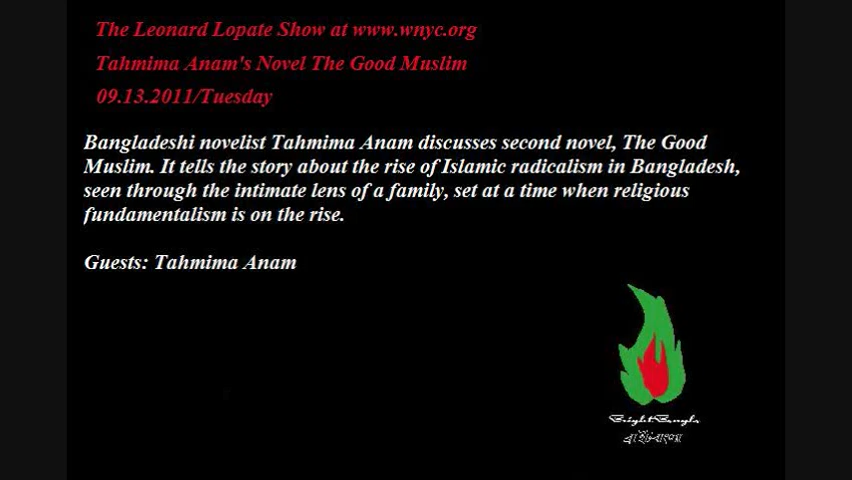 The Leonard Lopate Show at www.wnyc.org
Tahmima Anam's Novel The Good Muslim
09.13.2011/Tuesday
Bangladeshi novelist Tahmima Anam discusses second novel, The Good
Muslim. It tells the story about the rise of Islamic radicalism in Bangladesh,
seen through the intimate lens of a family, set at a time when religious
fundamentalism is on the rise.
Guests: Tahmima Anam
BrightBangla
ব্রাইটবাংলা